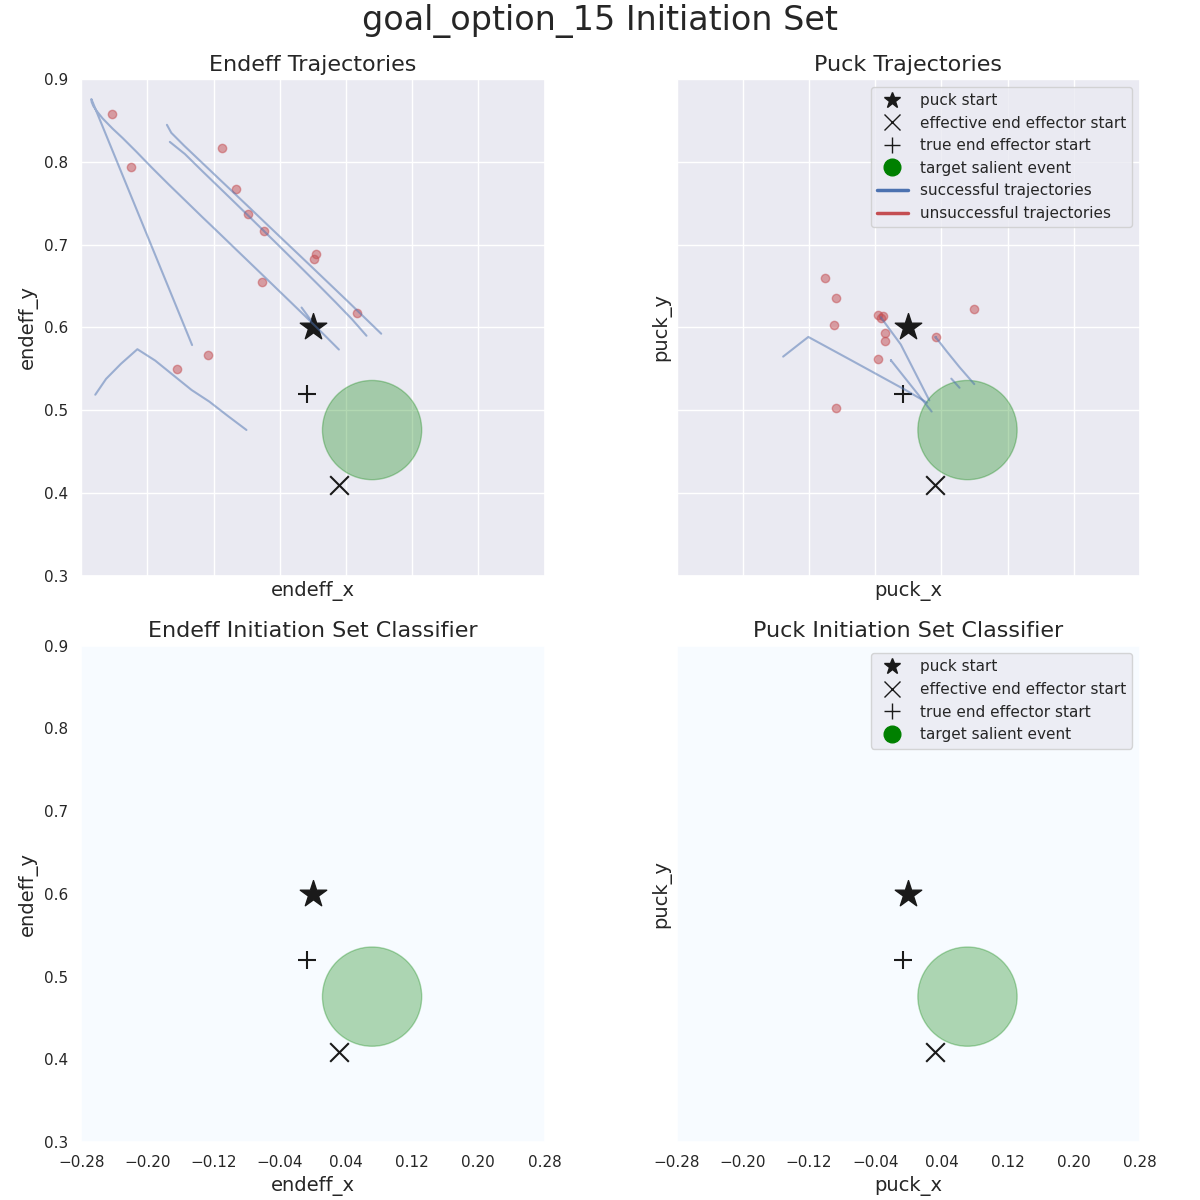 goal_option_15 Initiation Set
Endeff Trajectories
0.9
0.8
0.7
0.6
0.5
0.4
0.3
endeff_y
endeff_x
Puck Trajectories
puck start
effective end effector start
true end effector start
target salient event
successful trajectories
unsuccessful trajectories
puck_y
puck_x
Endeff Initiation Set Classifier
0.9
0.8
0.7
0.6
0.5
0.4
0.3
endeff_y
−0.28 −0.20 −0.12 −0.04 0.04 0.12 0.20 0.28
endeff_x
Puck Initiation Set Classifier
puck start
effective end effector start
true end effector start
target salient event
puck_y
−0.28 −0.20 −0.12 −0.04 0.04 0.12 0.20 0.28
puck_x